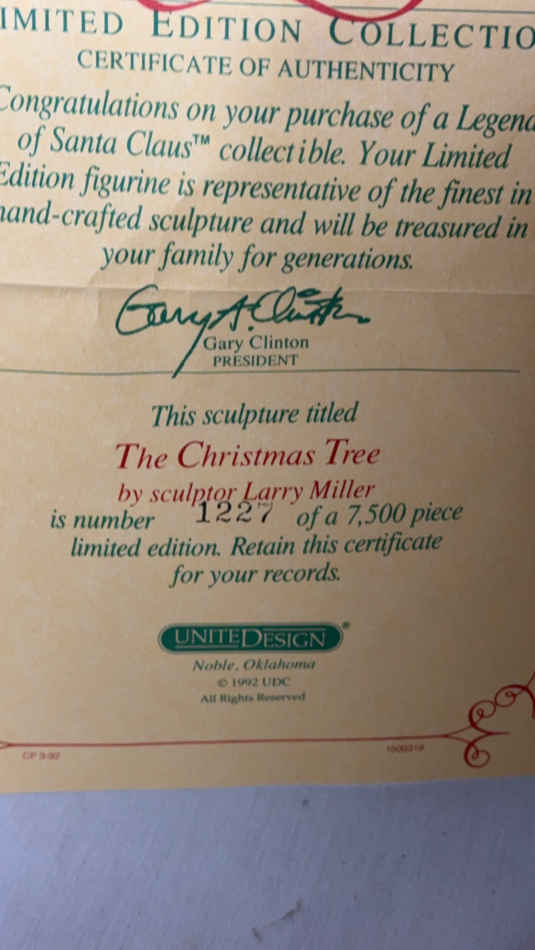 IMITED EDITION COLLECTIO
CERTIFICATE OF AUTHENTICITY
Congratulations on your purchase of a Legend
of Santa Claus™ collectible. Your Limited
Edition figurine is representative of the finest in
hand-crafted sculpture and will be treasured in
your family for generations.
Gary A. Clinton
Gary Clinton
PRESIDENT
This sculpture titled
The Christmas Tree
by sculptor Larry Miller
is number 1227 of a 7,500 piece
limited edition. Retain this certificate
for your records.
UNITEDESIGN®
Noble, Oklahoma
© 1992 UDC
All Rights Reserved